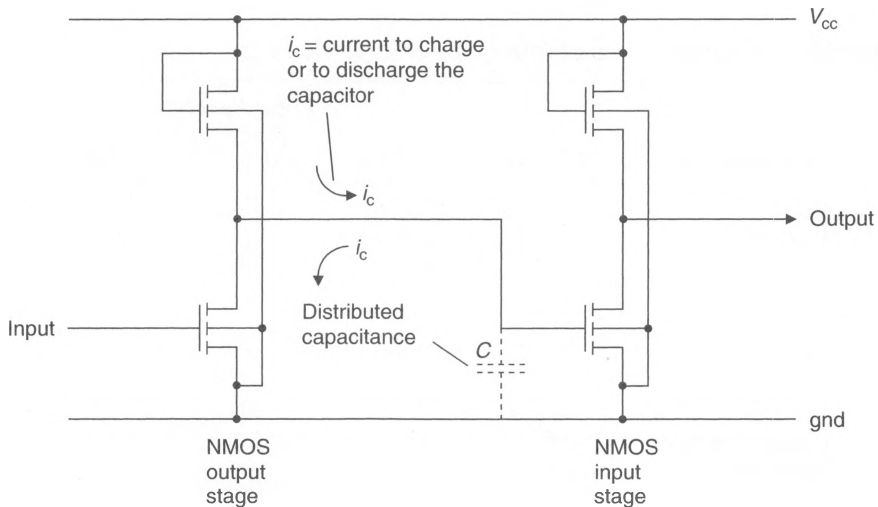 V_cc
i_c = current to charge
or to discharge the
capacitor
i_c
Output
i_c
Input
Distributed
capacitance
C
gnd
NMOS
output
stage
NMOS
input
stage